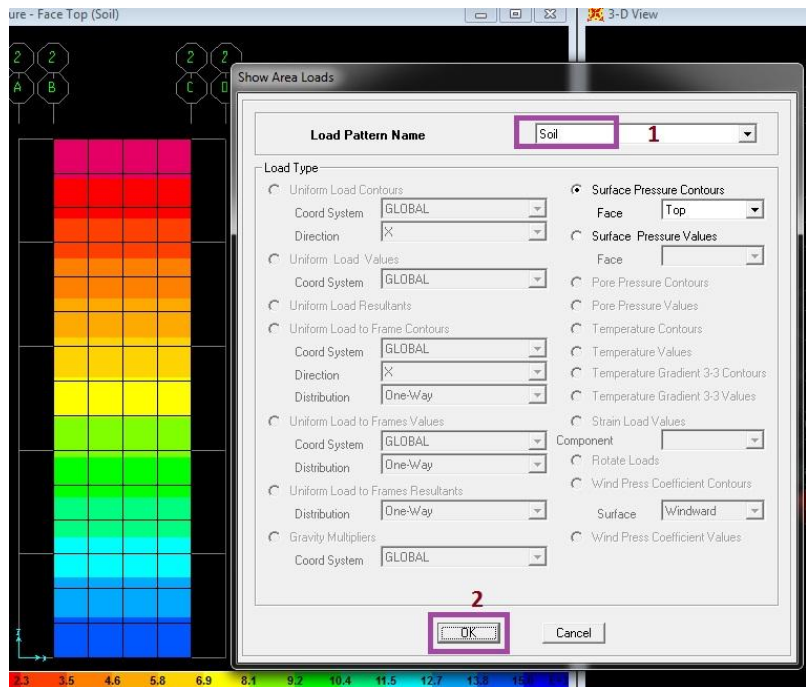 ure - Face Top (Soil)
3-D View
2 2 2 2
A B C D
Show Area Loads
Load Pattern Name Soil 1
Load Type
Uniform Load Contours
Coord System GLOBAL
Direction X
Uniform Load Values
Coord System GLOBAL
Uniform Load Resultants
Uniform Load to Frame Contours
Coord System GLOBAL
Direction X
Distribution One-Way
Uniform Load to Frames Values
Coord System GLOBAL
Distribution One-Way
Uniform Load to Frames Resultants
Distribution One-Way
Gravity Multipliers
Coord System GLOBAL
Surface Pressure Contours
Face Top
Surface Pressure Values
Face
Pore Pressure Contours
Pore Pressure Values
Temperature Contours
Temperature Values
Temperature Gradient 3-3 Contours
Temperature Gradient 3-3 Values
Strain Load Values
Component
Rotate Loads
Wind Press Coefficient Contours
Surface Windward
Wind Press Coefficient Values
2
OK Cancel
Z
2.3 3.5 4.6 5.8 6.9 8.1 9.2 10.4 11.5 12.7 13.8